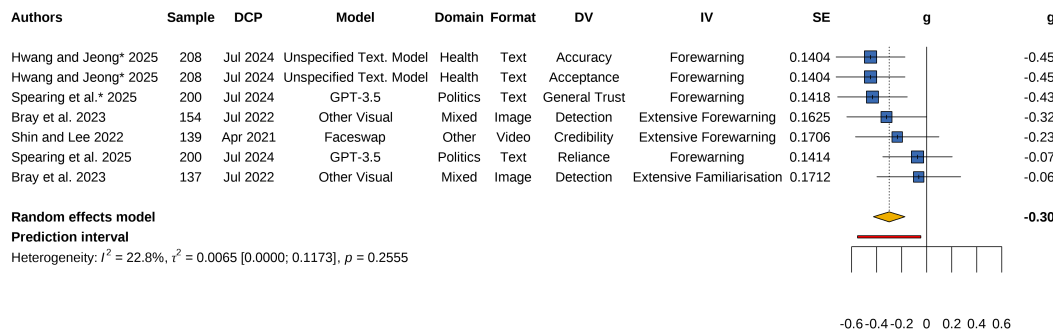 Authors Sample DCP Model Domain Format DV IV SE g g
Hwang and Jeong* 2025 208 Jul 2024 Unspecified Text. Model Health Text Accuracy Forewarning 0.1404 -0.45
Hwang and Jeong* 2025 208 Jul 2024 Unspecified Text. Model Health Text Acceptance Forewarning 0.1404 -0.45
Spearing et al.* 2025 200 Jul 2024 GPT-3.5 Politics Text General Trust Forewarning 0.1418 -0.43
Bray et al. 2023 154 Jul 2022 Other Visual Mixed Image Detection Extensive Forewarning 0.1625 -0.32
Shin and Lee 2022 139 Apr 2021 Faceswap Other Video Credibility Extensive Forewarning 0.1706 -0.23
Spearing et al. 2025 200 Jul 2024 GPT-3.5 Politics Text Reliance Forewarning 0.1414 -0.07
Bray et al. 2023 137 Jul 2022 Other Visual Mixed Image Detection Extensive Familiarisation 0.1712 -0.06
Random effects model -0.30
Prediction interval
Heterogeneity: I² = 22.8%, τ² = 0.0065 [0.0000; 0.1173], p = 0.2555
-0.6 -0.4 -0.2 0 0.2 0.4 0.6